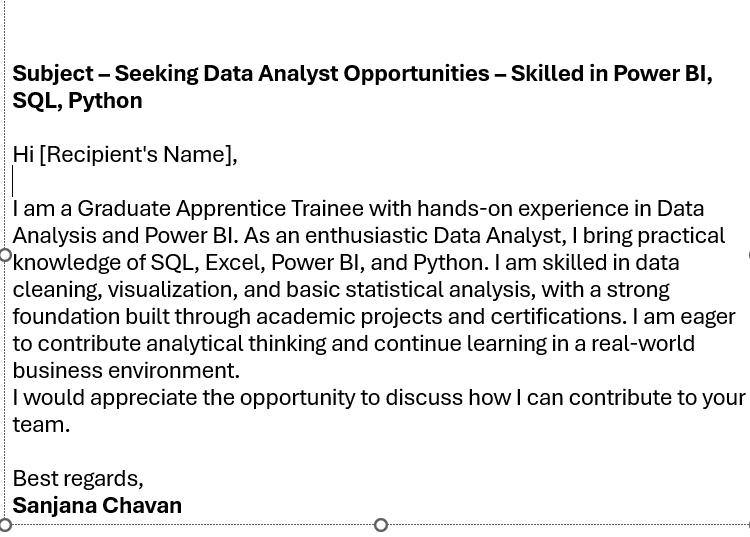 Subject – Seeking Data Analyst Opportunities – Skilled in Power BI,
SQL, Python
Hi [Recipient's Name],
I am a Graduate Apprentice Trainee with hands-on experience in Data
Analysis and Power BI. As an enthusiastic Data Analyst, I bring practical
knowledge of SQL, Excel, Power BI, and Python. I am skilled in data
cleaning, visualization, and basic statistical analysis, with a strong
foundation built through academic projects and certifications. I am eager
to contribute analytical thinking and continue learning in a real-world
business environment.
I would appreciate the opportunity to discuss how I can contribute to your
team.
Best regards,
Sanjana Chavan